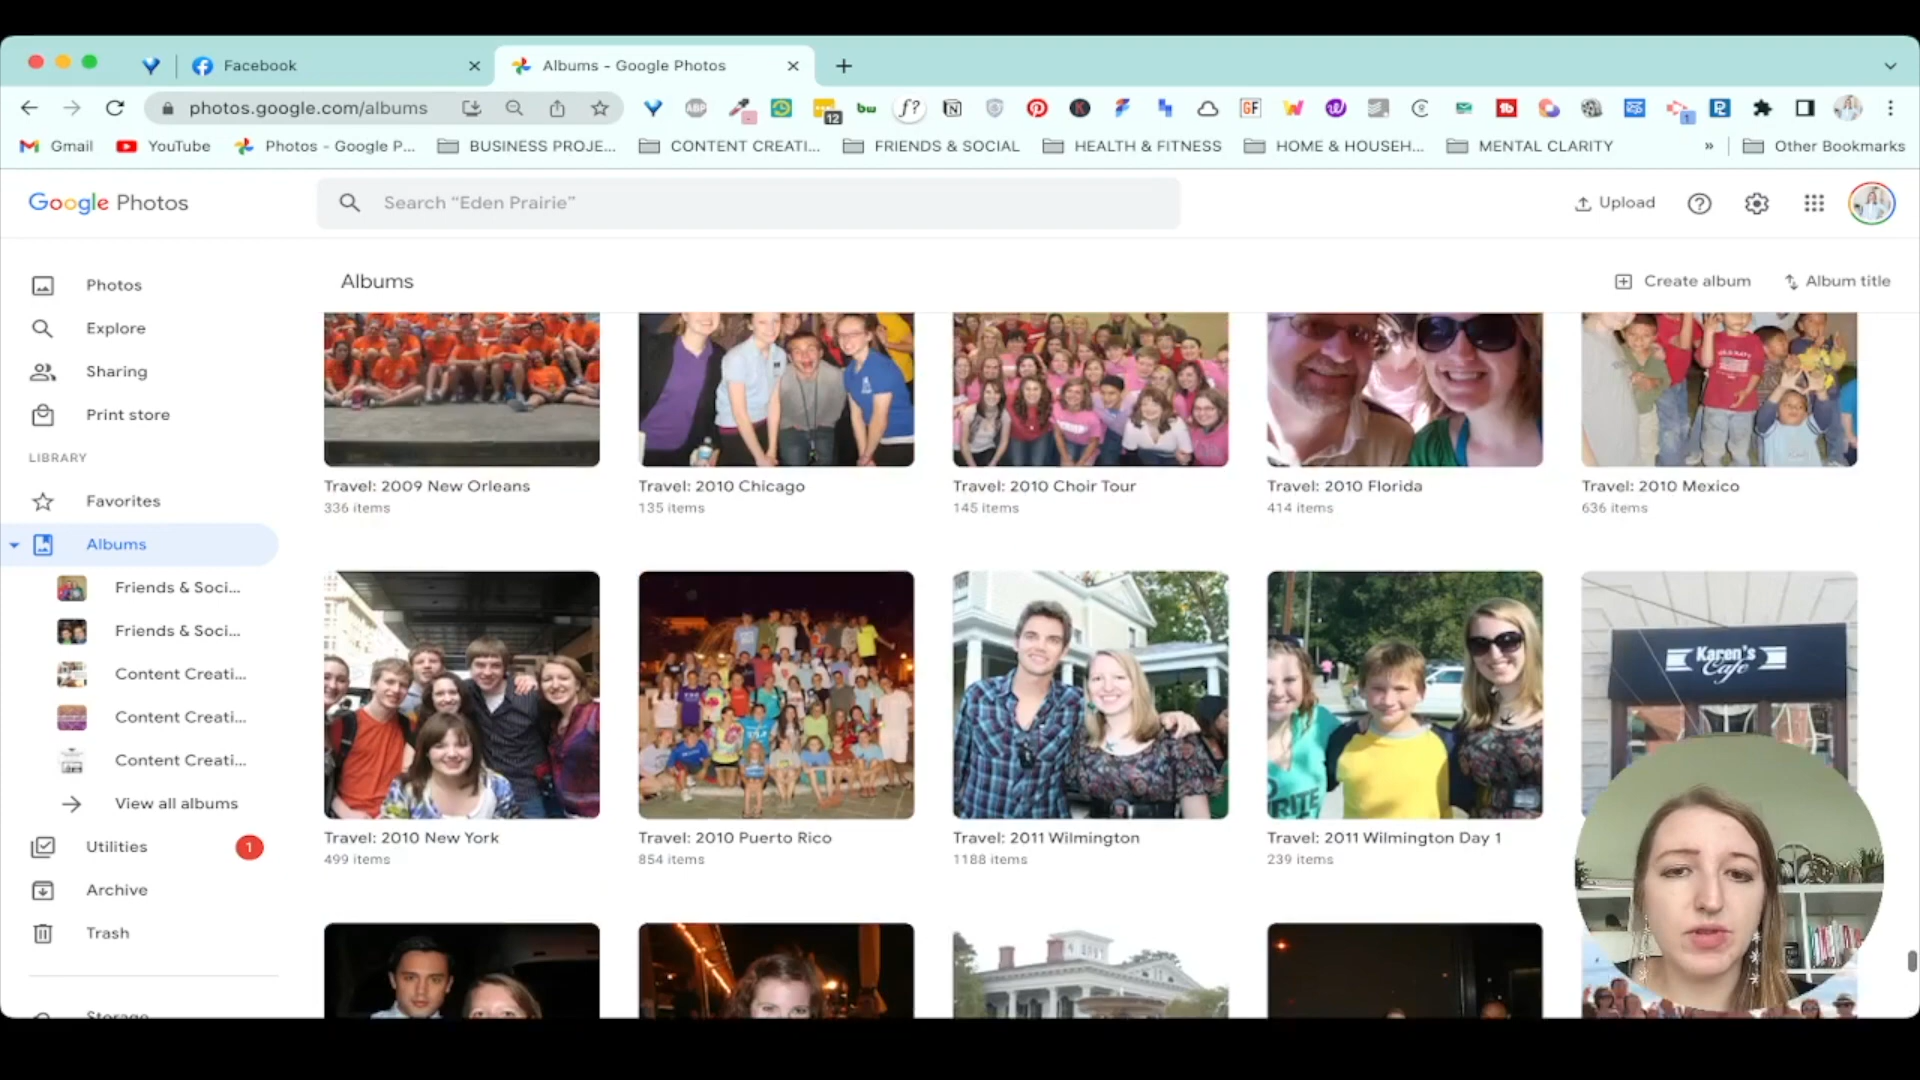 Facebook
Albums - Google Photos
photos.google.com/albums
ABP
12
bw
f?
GF
1
Gmail
YouTube
Photos - Google P...
BUSINESS PROJE...
CONTENT CREATI...
FRIENDS & SOCIAL
HEALTH & FITNESS
HOME & HOUSEH...
MENTAL CLARITY
»
Other Bookmarks
Google Photos
Search “Eden Prairie”
Upload
Photos
Explore
Sharing
Print store
LIBRARY
Favorites
Albums
Friends & Soci...
Friends & Soci...
Content Creati...
Content Creati...
Content Creati...
View all albums
Utilities
1
Archive
Trash
Storage
Albums
Create album
Album title
Travel: 2009 New Orleans
336 items
Travel: 2010 Chicago
135 items
Travel: 2010 Choir Tour
145 items
Travel: 2010 Florida
414 items
Travel: 2010 Mexico
636 items
Karen's
Cafe
Travel: 2010 New York
499 items
Travel: 2010 Puerto Rico
854 items
Travel: 2011 Wilmington
1188 items
Travel: 2011 Wilmington Day 1
239 items